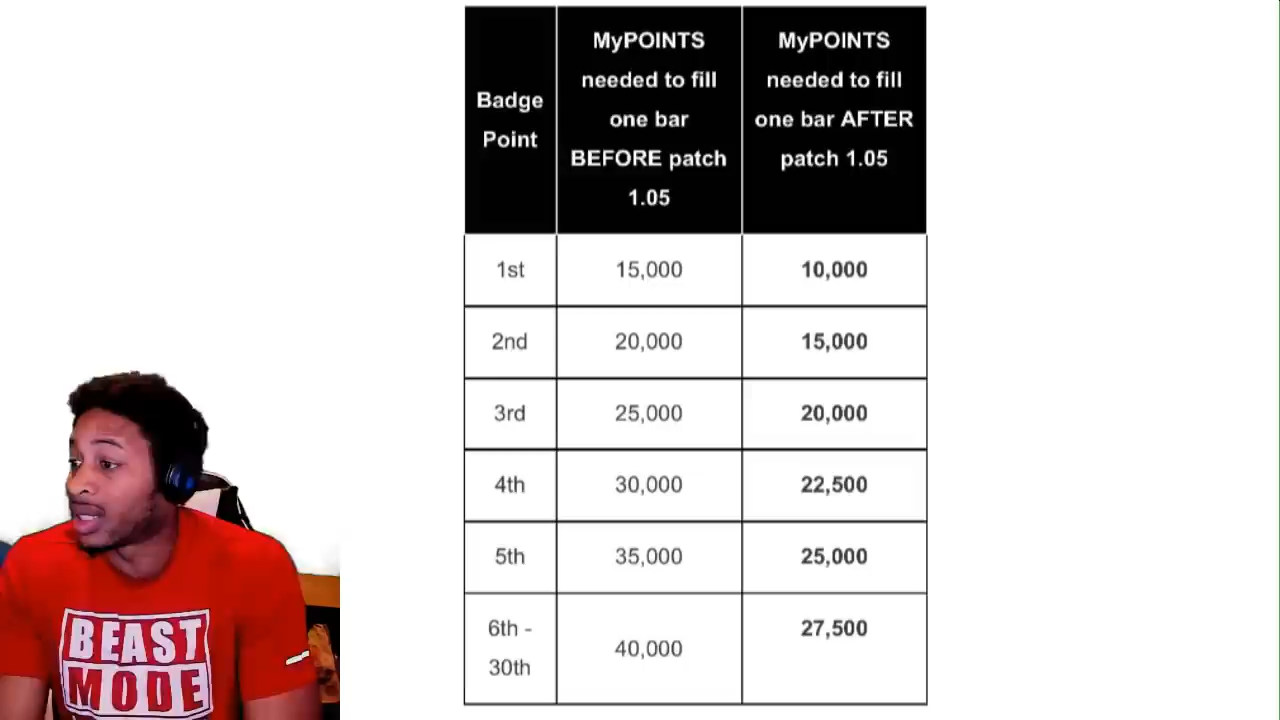 Badge
Point
MyPOINTS
needed to fill
one bar
BEFORE patch
1.05
MyPOINTS
needed to fill
one bar AFTER
patch 1.05
1st
15,000
10,000
2nd
20,000
15,000
3rd
25,000
20,000
4th
30,000
22,500
5th
35,000
25,000
6th -
30th
40,000
27,500
BEAST
MODE